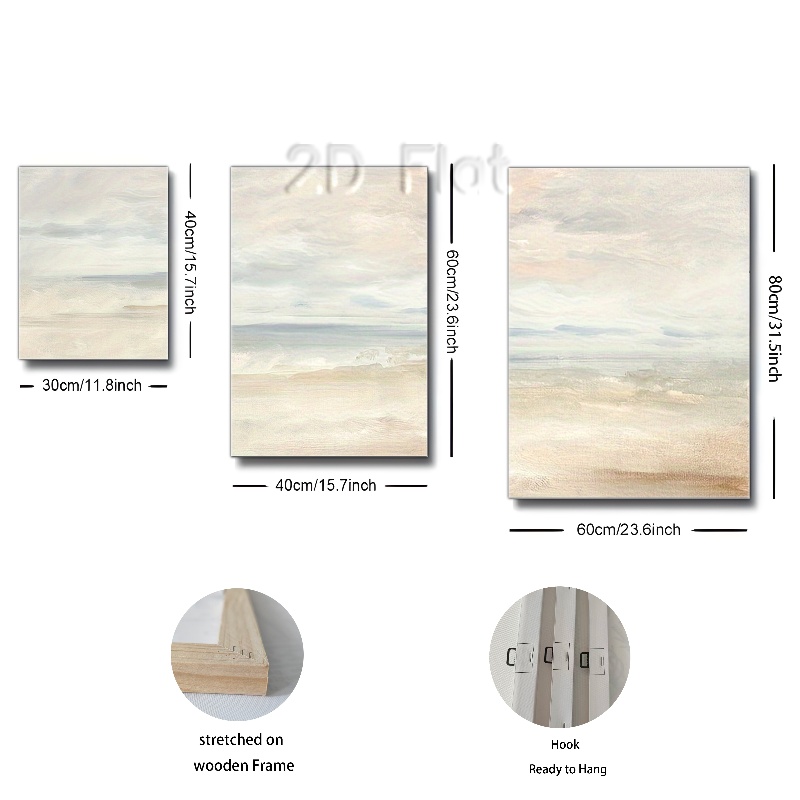 2D Flat
40cm/15.7inch
30cm/11.8inch
60cm/23.6inch
40cm/15.7inch
80cm/31.5inch
60cm/23.6inch
stretched on
wooden Frame
Hook
Ready to Hang